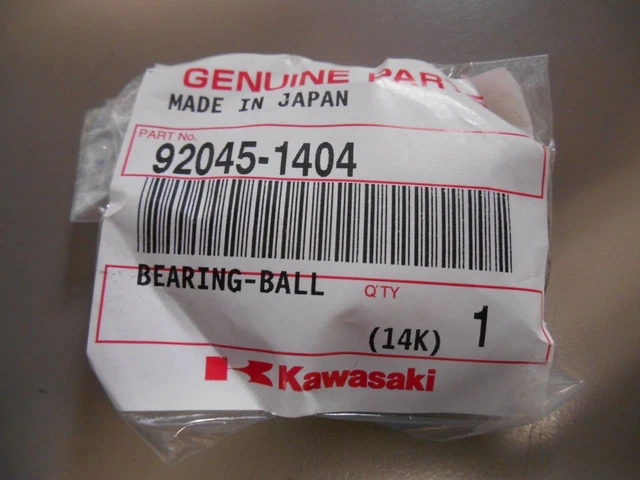 GENUINE PARTS
MADE IN JAPAN
PART No.
92045-1404
BEARING-BALL
Q'TY
(14K) 1
Kawasaki